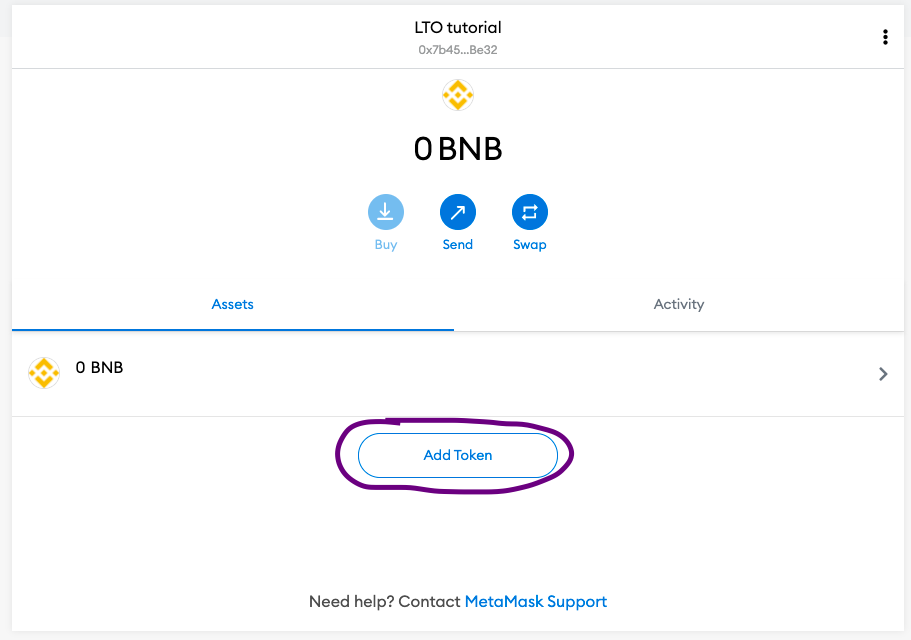 LTO tutorial
0x7b45...Be32
0 BNB
Buy Send Swap
Assets Activity
0 BNB
Add Token
Need help? Contact MetaMask Support